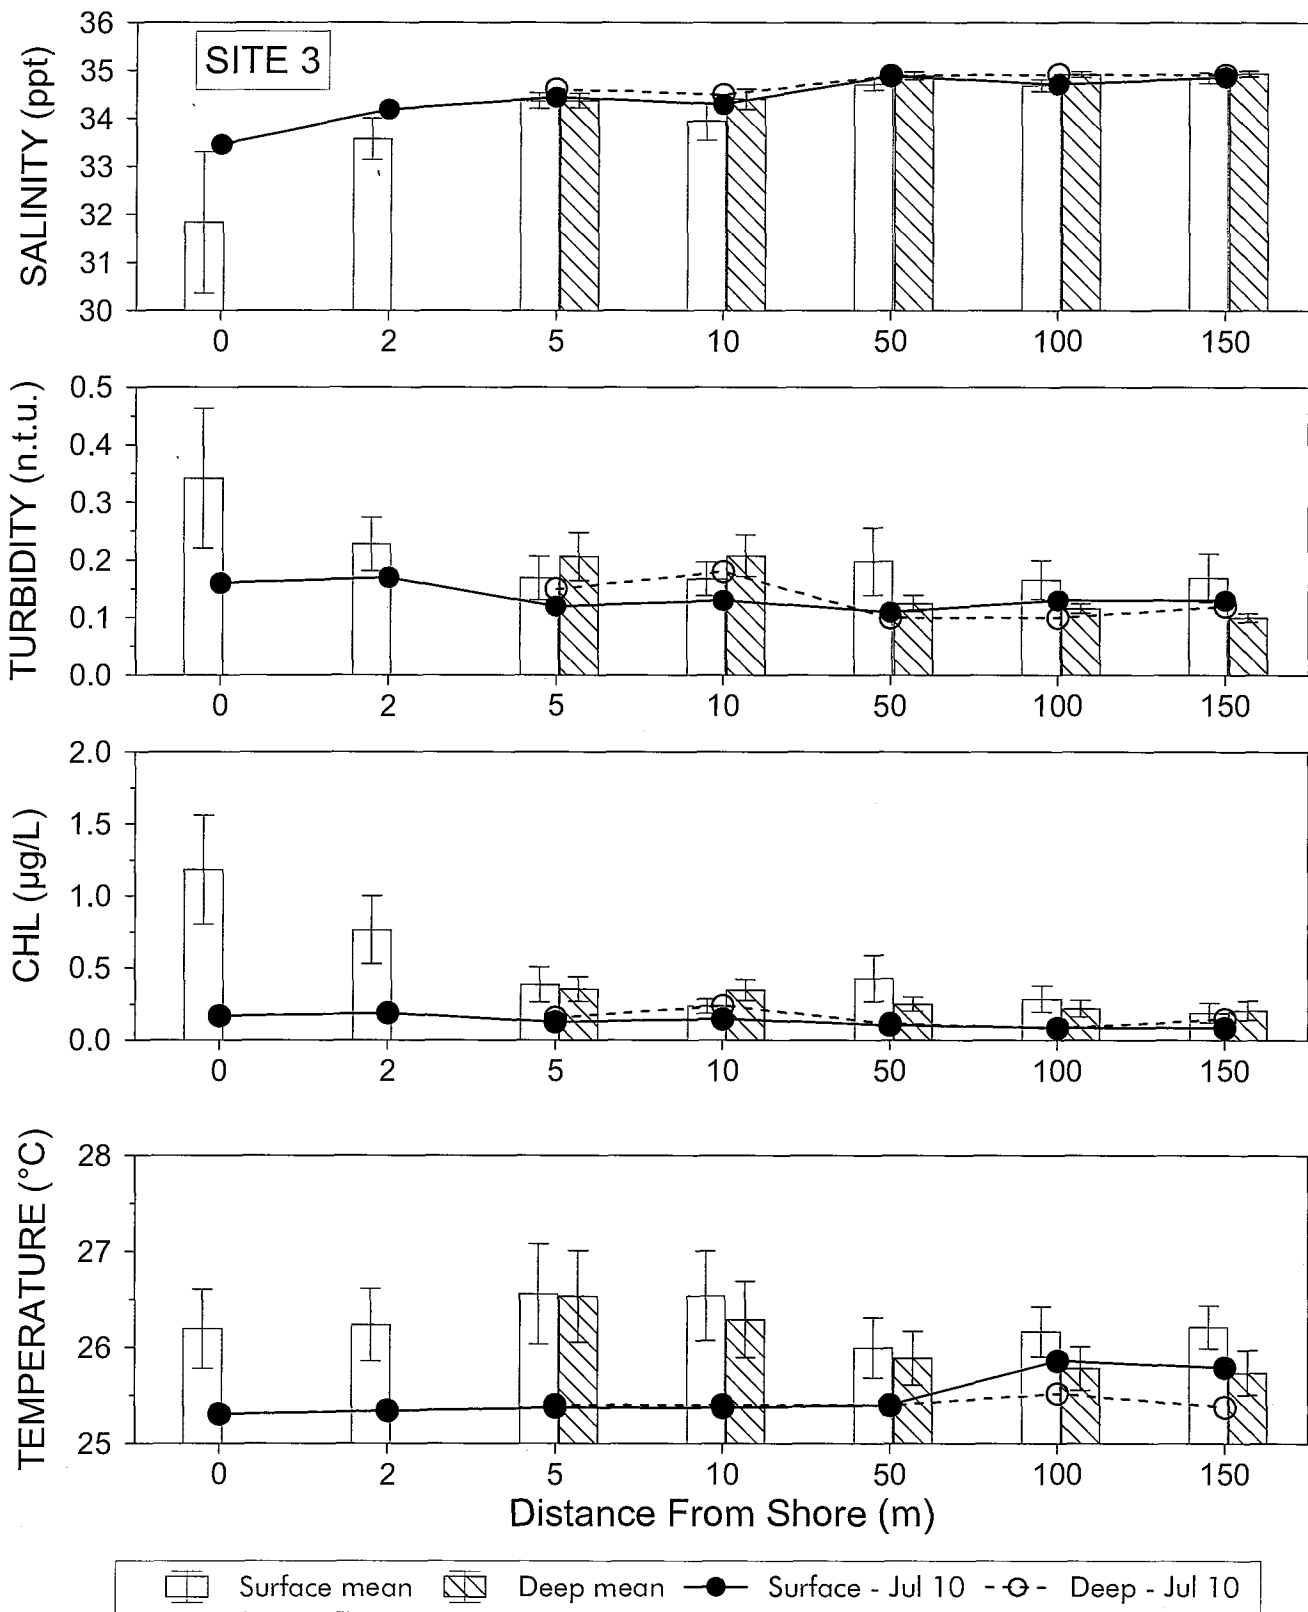 SITE 3
SALINITY (ppt)
36
35
34
33
32
31
30
0 2 5 10 50 100 150
TURBIDITY (n.t.u.)
0.5
0.4
0.3
0.2
0.1
0.0
0 2 5 10 50 100 150
CHL (µg/L)
2.0
1.5
1.0
0.5
0.0
0 2 5 10 50 100 150
TEMPERATURE (°C)
28
27
26
25
0 2 5 10 50 100 150
Distance From Shore (m)
Surface mean Deep mean Surface - Jul 10 Deep - Jul 10